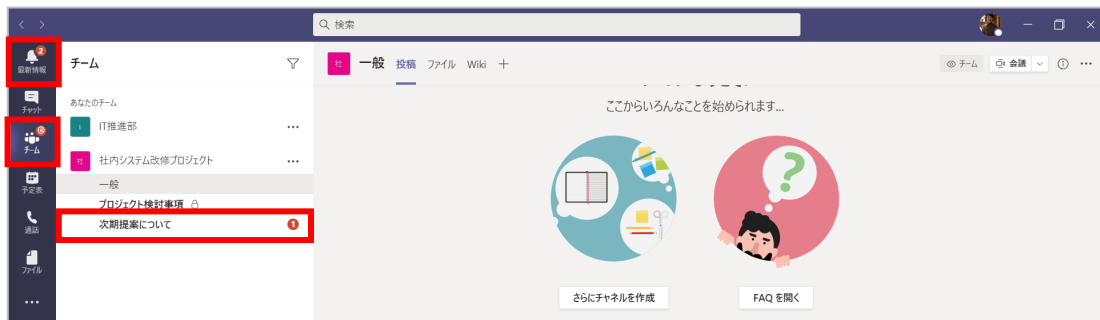 検索
2
最新情報
チーム
社
一般 投稿 ファイル Wiki +
チーム
会議
チャット
あなたのチーム
ここからいろんなことを始められます...
I IT推進部
チーム
社 社内システム改修プロジェクト
予定表
一般
プロジェクト検討事項
次期提案について 1
通話
ファイル
さらにチャネルを作成
FAQ を開く